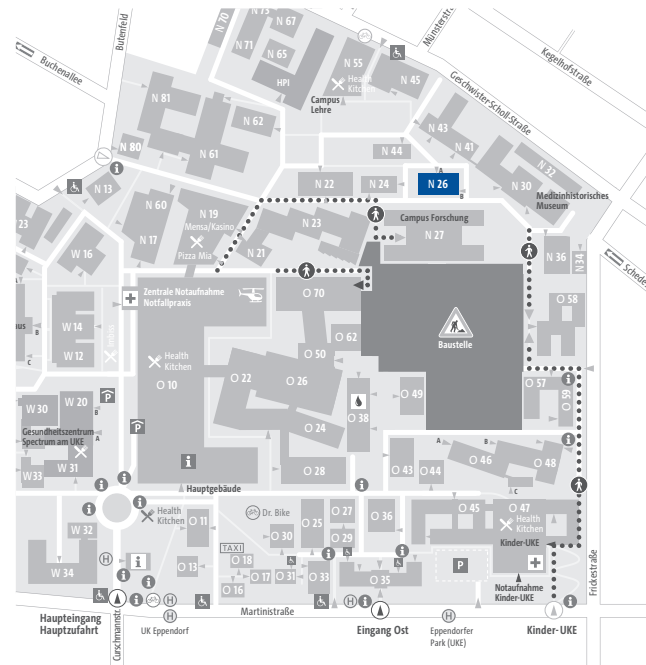 N 70
N 73
N 67
N 71
N 65
HPI
N 55
Health
Kitchen
N 45
Campus
Lehre
Münsterstr.
Kegelhofstraße
Geschwister-Scholl-Straße
Butenfeld
Buchenallee
N 81
N 62
N 61
N 80
N 13
N 43
N 41
N 44
N 32
N 30
N 22
N 24
A
N 26
B
Medizinhistorisches
Museum
N 60
N 19
Mensa/Kasino
N 17
Pizza Mia
N 21
N 23
Campus Forschung
N 27
N 36
N 34
23
W 16
Zentrale Notaufnahme
Notfallpraxis
O 70
O 58
W 14
B
W 12
C
O 62
O 50
Baustelle
Health
Kitchen
O 10
O 22
O 26
O 57
O 59
O 49
O 38
O 24
W 20
B
W 30
A
P
P
Gesundheitszentrum
Spectrum am UKE
W 33
W 31
i
O 28
O 43
O 44
A
B
O 46
O 48
C
Hauptgebäude
Health
Kitchen
O 11
Dr. Bike
O 30
O 25
O 27
O 29
O 36
O 45
O 47
Health
Kitchen
Kinder-UKE
W 32
W 34
H
i
O 13
TAXI
O 18
O 17
O 16
O 31
O 33
O 35
P
Notaufnahme
Kinder-UKE
Frickestraße
Martinistraße
Haupteingang
Hauptzufahrt
Curschmannstr.
H
UK Eppendorf
H
Eingang Ost
H
Eppendorfer
Park (UKE)
Kinder-UKE